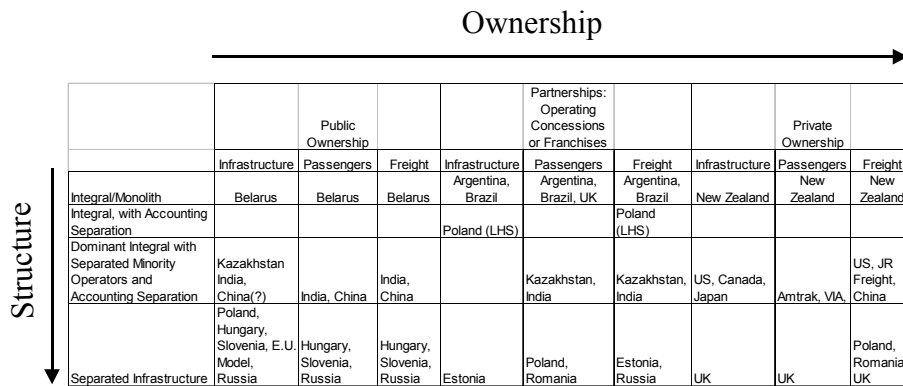 Ownership
Structure
Public Ownership
Partnerships: Operating Concessions or Franchises
Private Ownership
Infrastructure Passengers Freight Infrastructure Passengers Freight Infrastructure Passengers Freight
Integral/Monolith Belarus Belarus Belarus Argentina, Brazil Argentina, Brazil, UK Argentina, Brazil New Zealand New Zealand New Zealand
Integral, with Accounting Separation Poland (LHS) Poland (LHS)
Dominant Integral with Separated Minority Operators and Accounting Separation Kazakhstan India, China(?) India, China India, China Kazakhstan, India Kazakhstan, India US, Canada, Japan Amtrak, VIA, US, JR Freight, China
Separated Infrastructure Poland, Hungary, Slovenia, E.U. Model, Russia Hungary, Slovenia, Russia Hungary, Slovenia, Russia Estonia Poland, Romania Estonia, Russia UK UK Poland, Romania UK